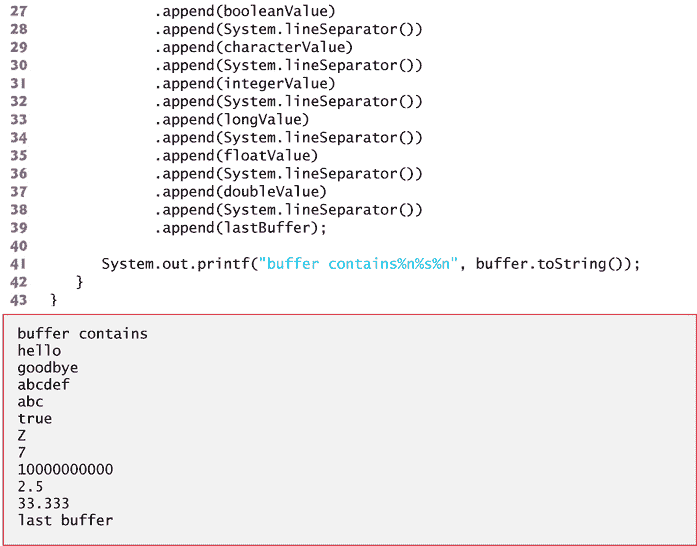 27 .append(booleanValue)
28 .append(System.lineSeparator())
29 .append(characterValue)
30 .append(System.lineSeparator())
31 .append(integerValue)
32 .append(System.lineSeparator())
33 .append(longValue)
34 .append(System.lineSeparator())
35 .append(floatValue)
36 .append(System.lineSeparator())
37 .append(doubleValue)
38 .append(System.lineSeparator())
39 .append(lastBuffer);
40
41 System.out.printf("buffer contains%n%s%n", buffer.toString());
42 }
43 }
buffer contains
hello
goodbye
abcdef
abc
true
Z
7
10000000000
2.5
33.333
last buffer